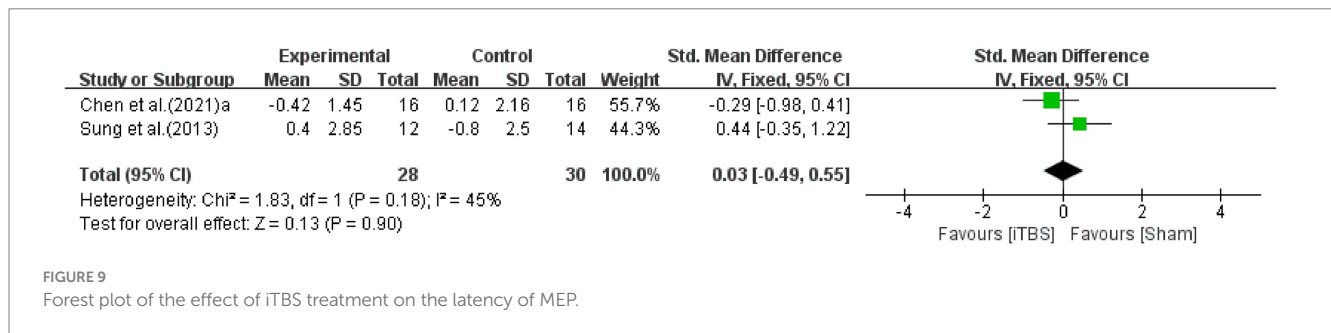 Experimental Control Std. Mean Difference Std. Mean Difference
Study or Subgroup Mean SD Total Mean SD Total Weight IV, Fixed, 95% CI IV, Fixed, 95% CI
Chen et al.(2021)a -0.42 1.45 16 0.12 2.16 16 55.7% -0.29 [-0.98, 0.41]
Sung et al.(2013) 0.4 2.85 12 -0.8 2.5 14 44.3% 0.44 [-0.35, 1.22]
Total (95% CI) 28 30 100.0% 0.03 [-0.49, 0.55]
Heterogeneity: Chi² = 1.83, df = 1 (P = 0.18); I² = 45%
Test for overall effect: Z = 0.13 (P = 0.90)
-4 -2 0 2 4
Favours [iTBS] Favours [Sham]
FIGURE 9
Forest plot of the effect of iTBS treatment on the latency of MEP.